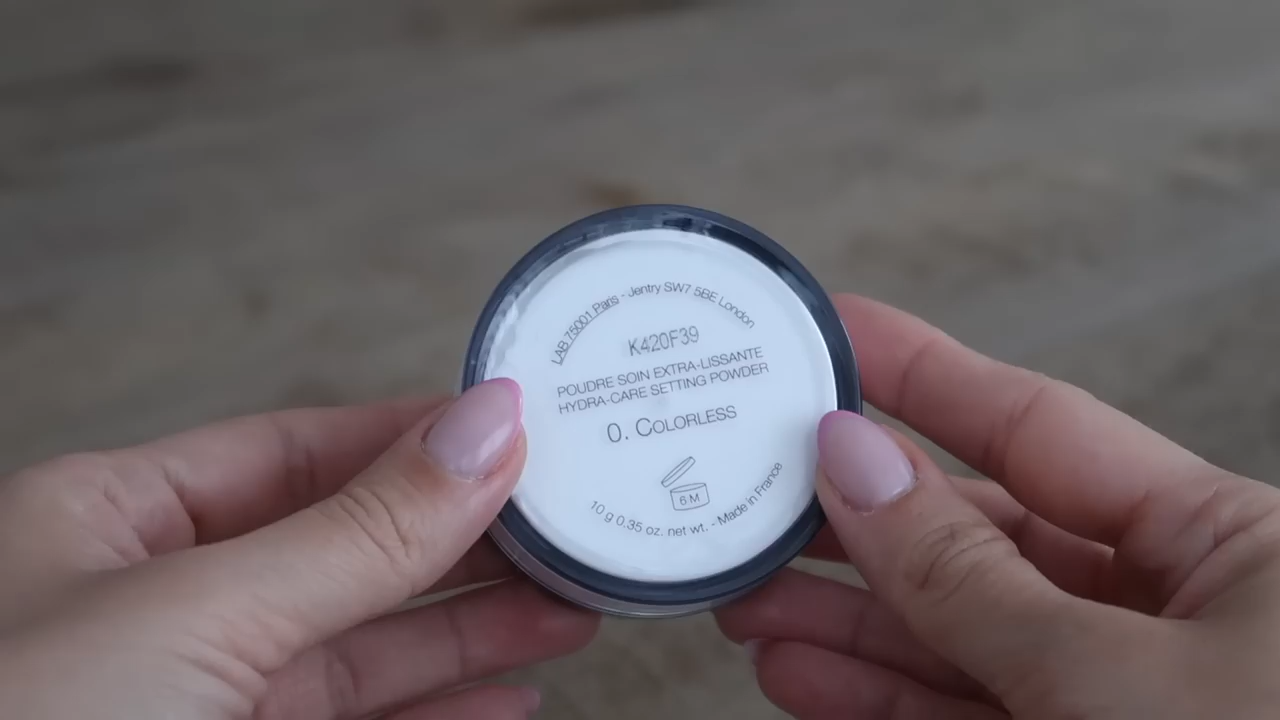 LAB 75001 Paris - Jentry SW7 5BE London
K420F39
POUDRE SOIN EXTRA-LISSANTE
HYDRA-CARE SETTING POWDER
0. COLORLESS
6 M
10 g 0.35 oz. net wt. - Made in France